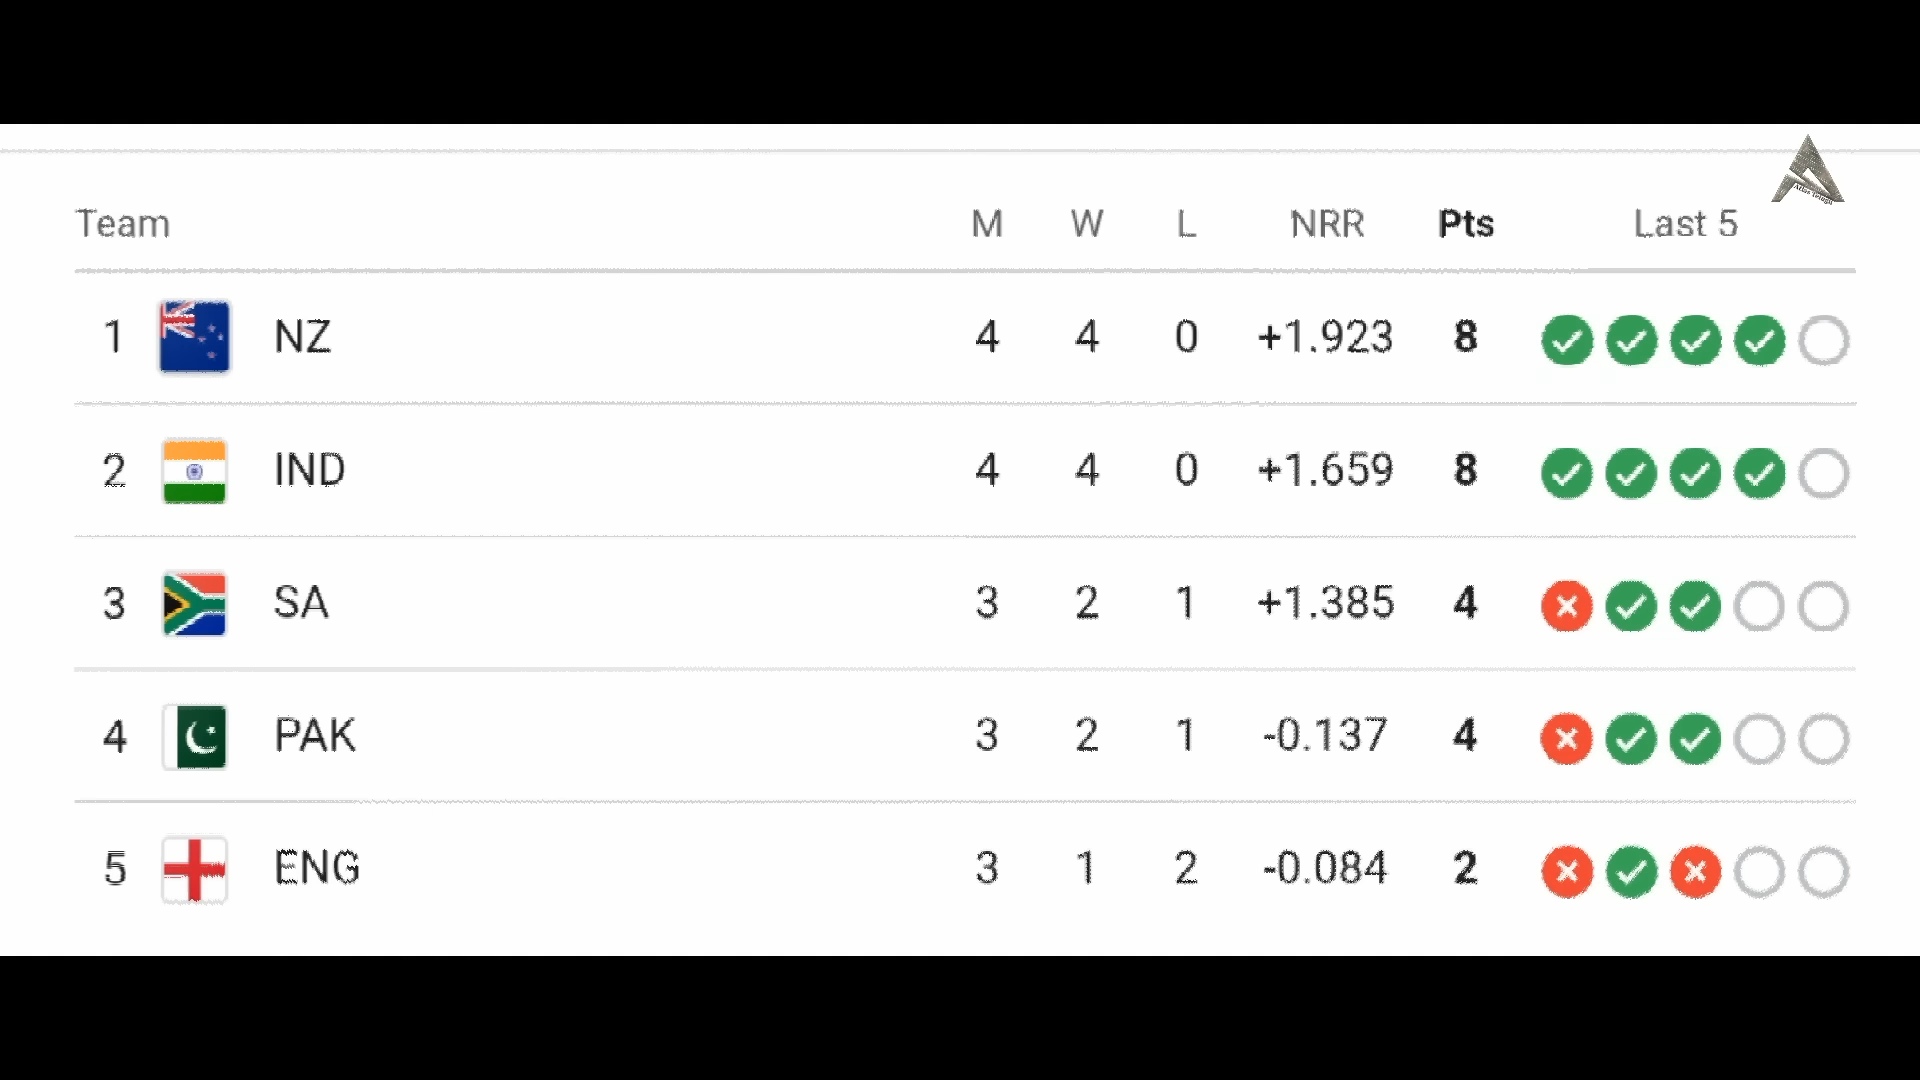 Team M W L NRR Pts Last 5
1 NZ 4 4 0 +1.923 8
2 IND 4 4 0 +1.659 8
3 SA 3 2 1 +1.385 4
4 PAK 3 2 1 -0.137 4
5 ENG 3 1 2 -0.084 2